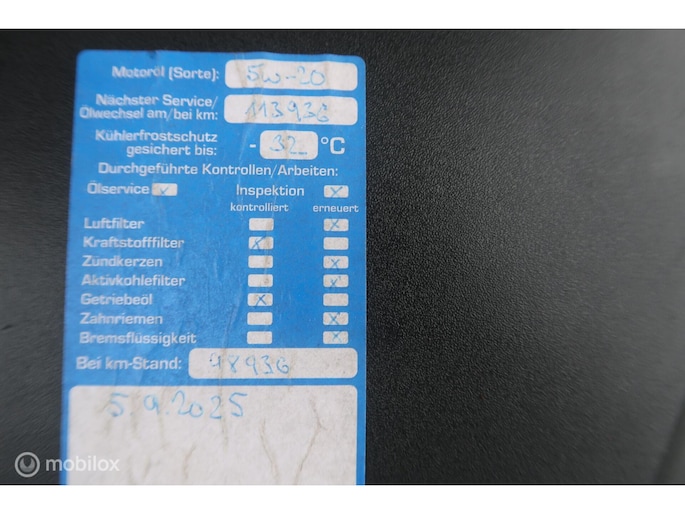 Motoröl (Sorte): 5W-20
Nächster Service/
Ölwechsel am/bei km: 113936
Kühlerfrostschutz
gesichert bis: - 32 °C
Durchgeführte Kontrollen/Arbeiten:
Ölservice x Inspektion x
kontrolliert erneuert
Luftfilter x
Kraftstofffilter x
Zündkerzen x
Aktivkohlefilter x
Getriebeöl x
Zahnriemen x
Bremsflüssigkeit x
Bei km-Stand: 98936
5 9.2025
mobilox